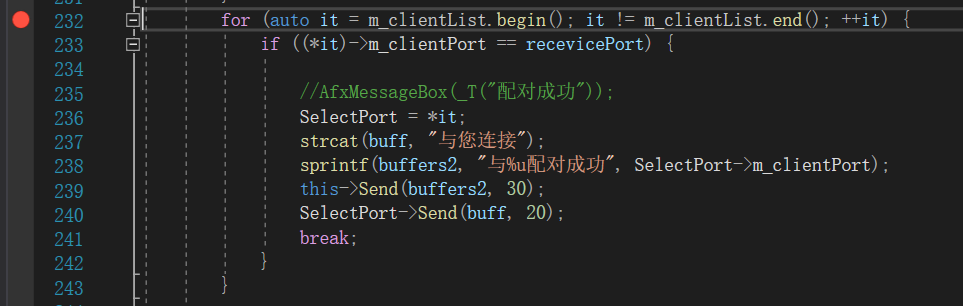 232 for (auto it = m_clientList.begin(); it != m_clientList.end(); ++it) {
233 if ((*it)->m_clientPort == recevicePort) {
234
235 //AfxMessageBox(_T("配对成功"));
236 SelectPort = *it;
237 strcat(buff, "与您连接");
238 sprintf(buffers2, "与%u配对成功", SelectPort->m_clientPort);
239 this->Send(buffers2, 30);
240 SelectPort->Send(buff, 20);
241 break;
242 }
243 }